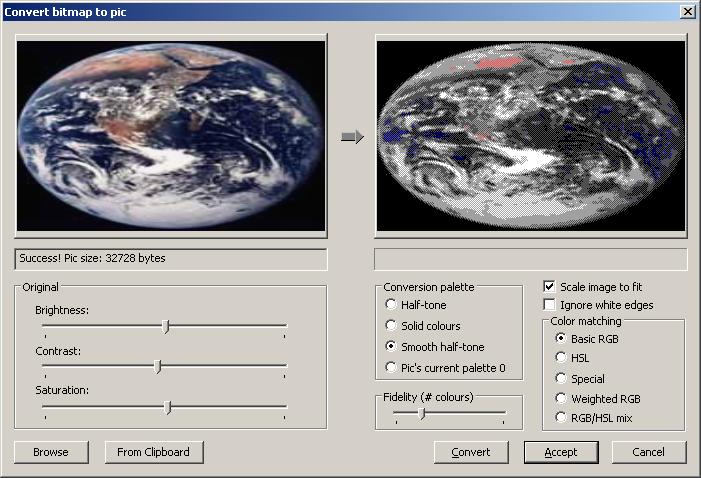 Convert bitmap to pic
Success! Pic size: 32728 bytes
Original
Brightness:
Contrast:
Saturation:
Conversion palette
Half-tone
Solid colours
Smooth half-tone
Pic's current palette 0
Fidelity (# colours)
Scale image to fit
Ignore white edges
Color matching
Basic RGB
HSL
Special
Weighted RGB
RGB/HSL mix
Browse
From Clipboard
Convert
Accept
Cancel